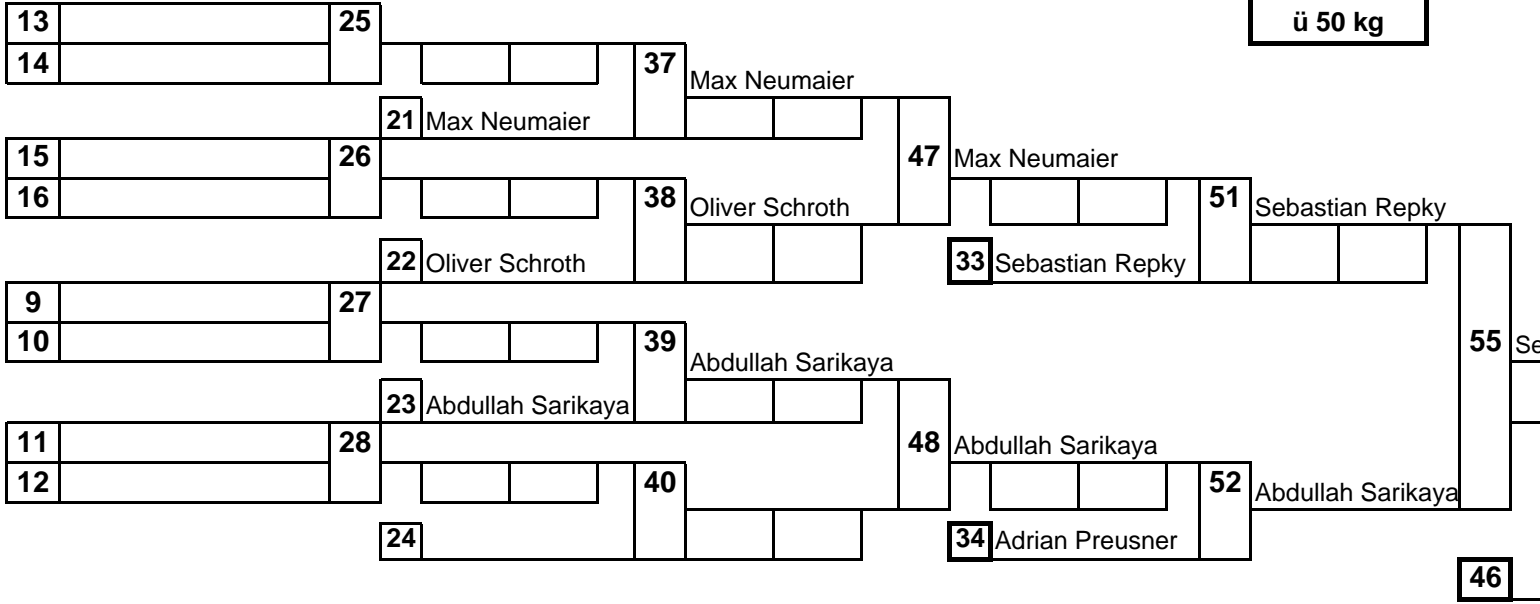 13 25 ü 50 kg
14 37 Max Neumaier
21 Max Neumaier
15 26 47 Max Neumaier
16 38 Oliver Schroth 51 Sebastian Repky
22 Oliver Schroth 33 Sebastian Repky
9 27
10 39 Abdullah Sarikaya 55 Se
23 Abdullah Sarikaya
11 28 48 Abdullah Sarikaya
12 40 52 Abdullah Sarikaya
24 34 Adrian Preusner
46